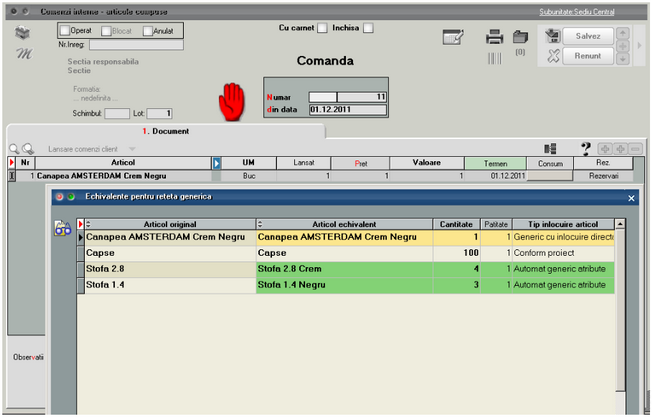 Comenzi interne - articole compuse
Subunitate:Sediu Central
Operat Blocat Anulat
Cu carnet Inchisa
Salvez
Nr.Inreg:
(0)
Renunt
Sectia responsabila
Sectie
Comanda
Formatia:
... nedefinita ...
Numar 11
din data 01.12.2011
Schimbul: Lot: 1
1. Document
Lansare comenzi client
Nr Articol UM Lansat Pret Valoare Termen Consum Rez.
1 Canapea AMSTERDAM Crem Negru Buc 1 1 1 01.12.2011 Rezervari
Echivalente pentru reteta generica
Articol original Articol echivalent Cantitate Tip inlocuire articol
Canapea AMSTERDAM Crem Negru Canapea AMSTERDAM Crem Negru 1 1 Generic cu inlocuire directa
Capse Capse 100 1 Conform proiect
Stofa 2.8 Stofa 2.8 Crem 4 1 Automat generic atribute
Stofa 1.4 Stofa 1.4 Negru 3 1 Automat generic atribute
Observatii